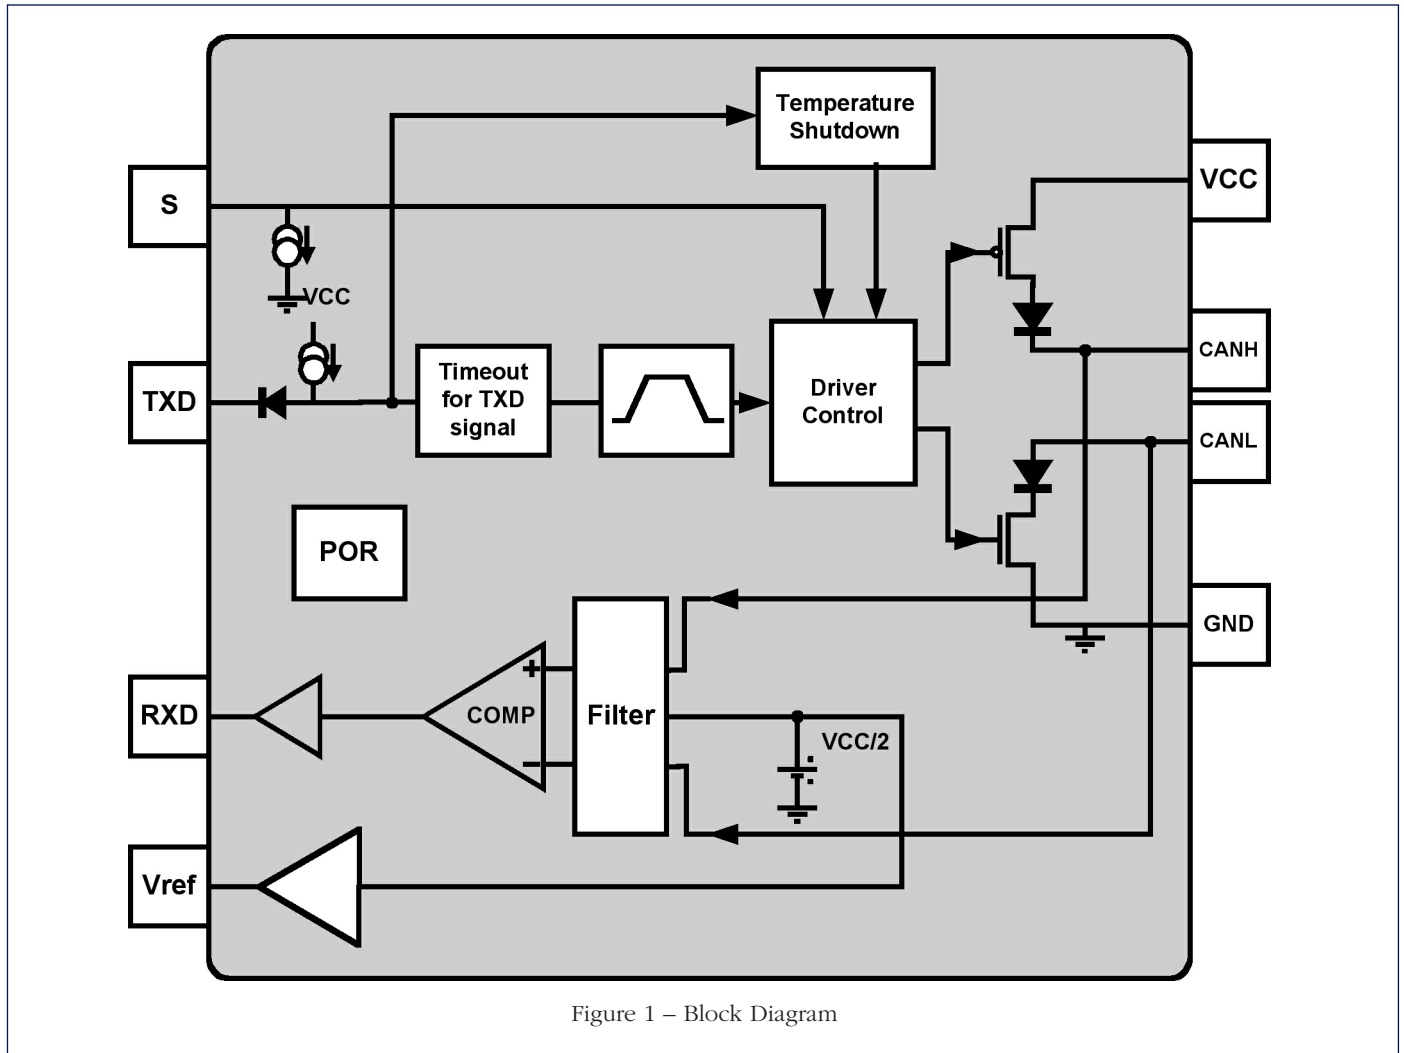 Temperature
Shutdown
S
VCC
VCC
TXD
Timeout
for TXD
signal
Driver
Control
CANH
CANL
POR
GND
RXD
COMP
+
−
Filter
VCC/2
Vref
Figure 1 – Block Diagram